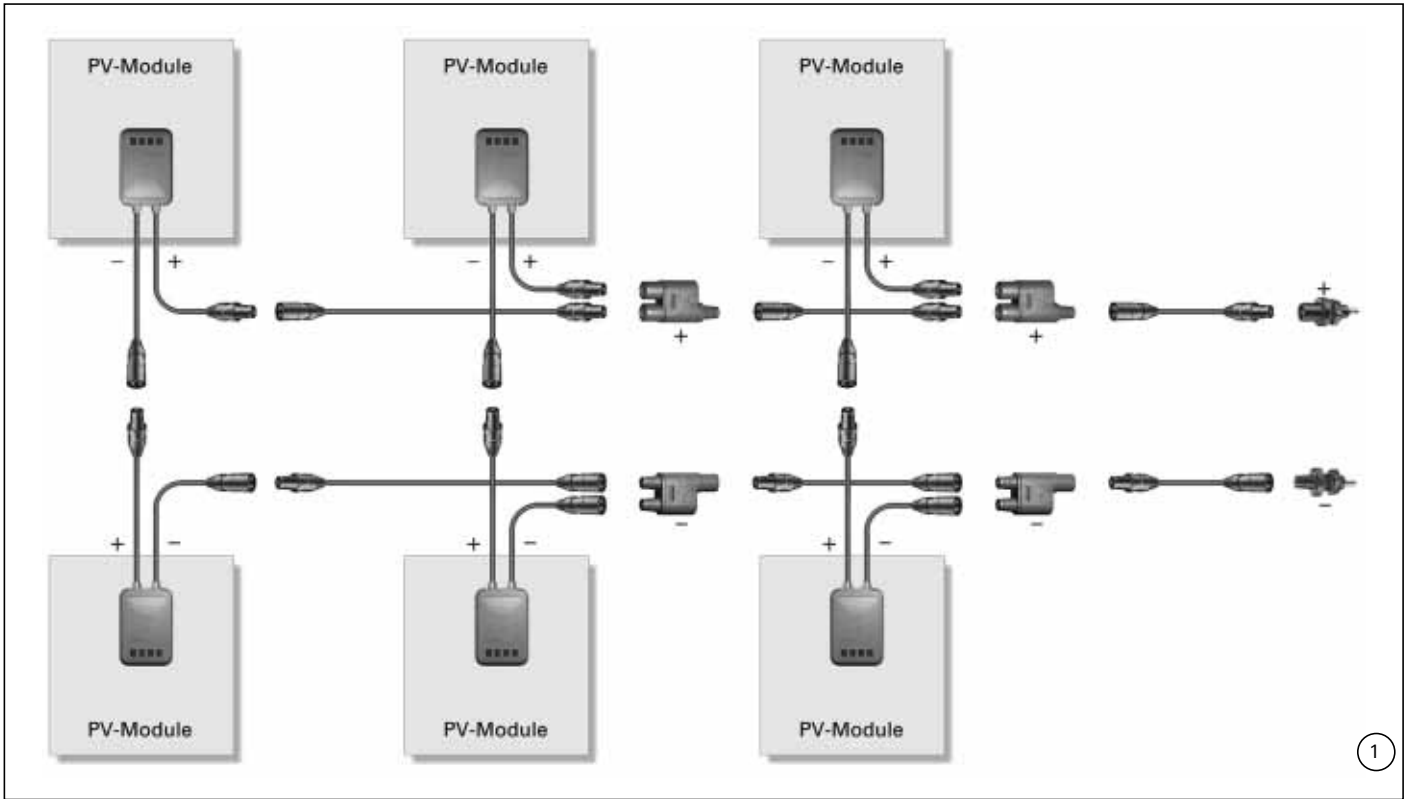 PV-Module PV-Module PV-Module
− + − + − +
+
+ +
− −
−
+ − + − + −
PV-Module PV-Module PV-Module
1